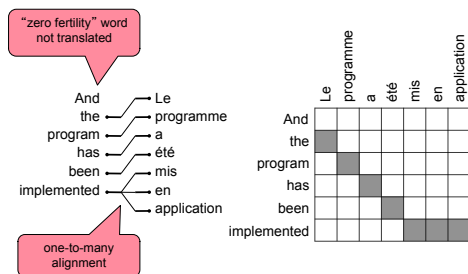 “zero fertility” word
not translated
And
the
program
has
been
implemented
Le
programme
a
été
mis
en
application
one-to-many
alignment
Le
programme
a
été
mis
en
application
And
the
program
has
been
implemented